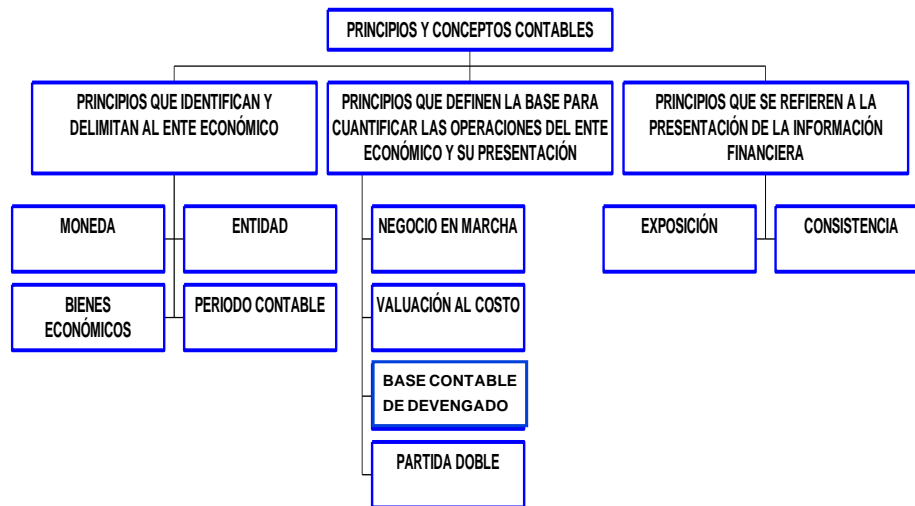 PRINCIPIOS Y CONCEPTOS CONTABLES
PRINCIPIOS QUE IDENTIFICAN Y
DELIMITAN AL ENTE ECONÓMICO
PRINCIPIOS QUE DEFINEN LA BASE PARA
CUANTIFICAR LAS OPERACIONES DEL ENTE
ECONÓMICO Y SU PRESENTACIÓN
PRINCIPIOS QUE SE REFIEREN A LA
PRESENTACIÓN DE LA INFORMACIÓN
FINANCIERA
MONEDA
ENTIDAD
BIENES
ECONÓMICOS
PERIODO CONTABLE
NEGOCIO EN MARCHA
VALUACIÓN AL COSTO
BASE CONTABLE
DE DEVENGADO
PARTIDA DOBLE
EXPOSICIÓN
CONSISTENCIA